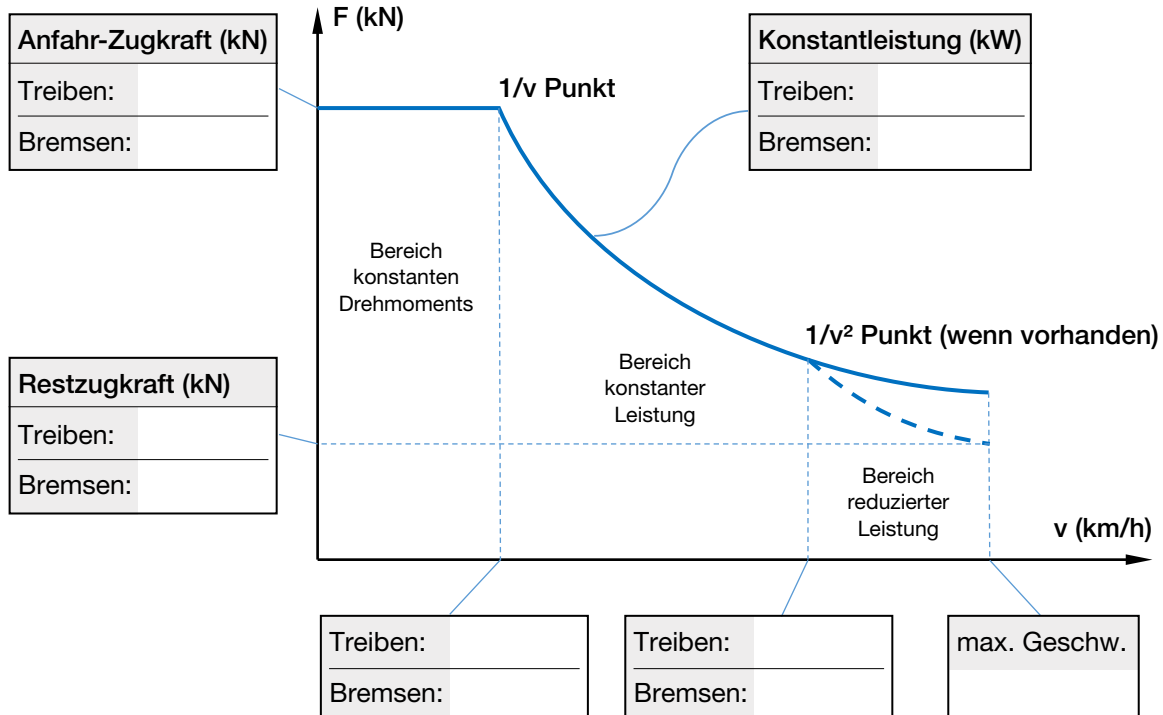 F (kN)
Anfahr-Zugkraft (kN)
Treiben:
Bremsen:
1/v Punkt
Konstantleistung (kW)
Treiben:
Bremsen:
Bereich
konstanten
Drehmoments
1/v² Punkt (wenn vorhanden)
Bereich
konstanter
Leistung
Restzugkraft (kN)
Treiben:
Bremsen:
Bereich
reduzierter
Leistung
v (km/h)
Treiben:
Bremsen:
Treiben:
Bremsen:
max. Geschw.